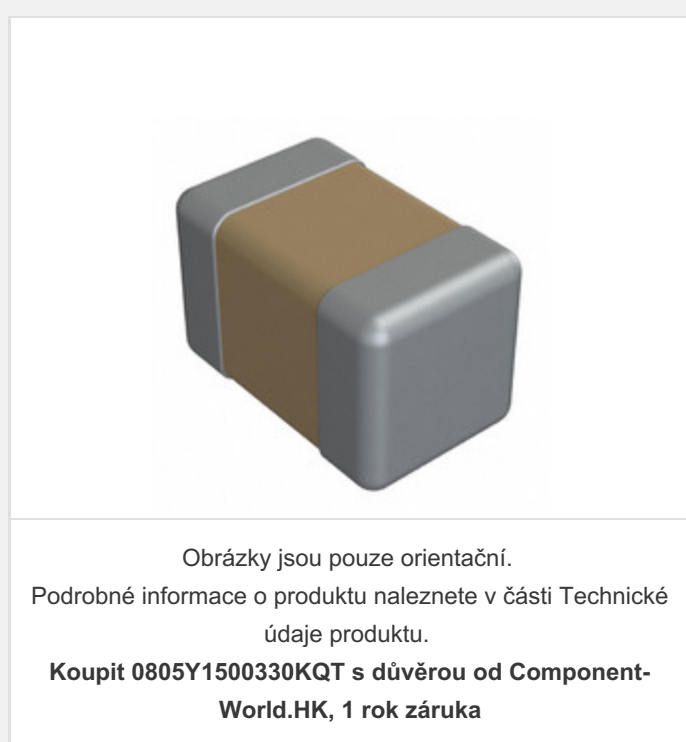 Obrázky jsou pouze orientační.
Podrobné informace o produktu naleznete v části Technické
údaje produktu.
Koupit 0805Y1500330KQT s důvěrou od Component-
World.HK, 1 rok záruka